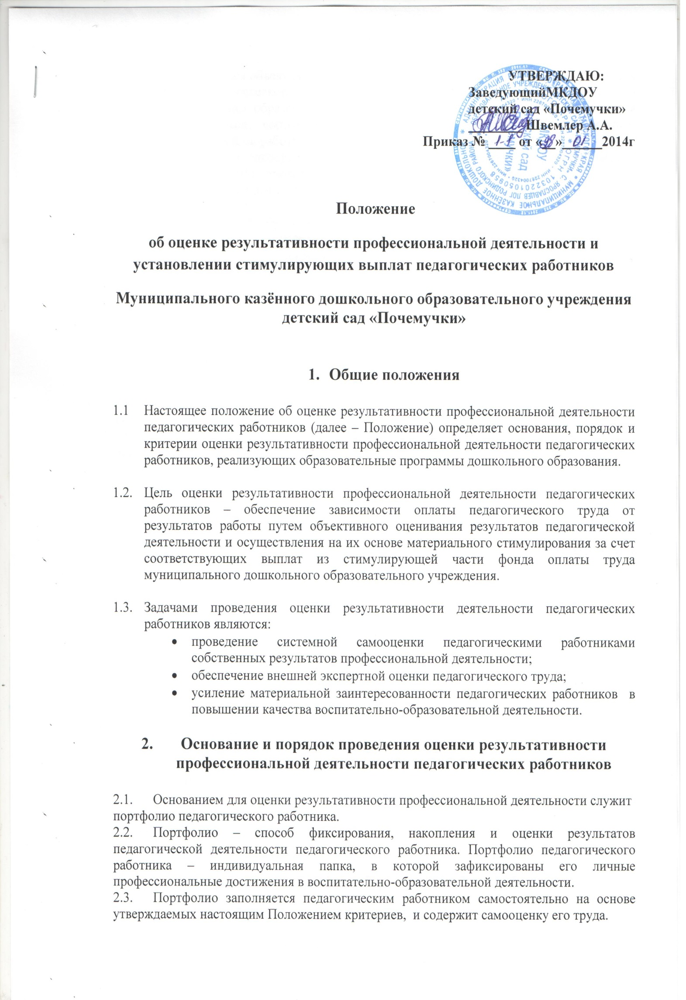 УТВЕРЖДАЮ:
ЗаведующийМКДОУ
детский сад «Почемучки»
________ Швемлер А.А.
Приказ № 1-1 от «__» 01 2014г
Положение
об оценке результативности профессиональной деятельности и
установлении стимулирующих выплат педагогических работников
Муниципального казённого дошкольного образовательного учреждения
детский сад «Почемучки»
1. Общие положения
1.1 Настоящее положение об оценке результативности профессиональной деятельности
педагогических работников (далее – Положение) определяет основания, порядок и
критерии оценки результативности профессиональной деятельности педагогических
работников, реализующих образовательные программы дошкольного образования.
1.2. Цель оценки результативности профессиональной деятельности педагогических
работников – обеспечение зависимости оплаты педагогического труда от
результатов работы путем объективного оценивания результатов педагогической
деятельности и осуществления на их основе материального стимулирования за счет
соответствующих выплат из стимулирующей части фонда оплаты труда
муниципального дошкольного образовательного учреждения.
1.3. Задачами проведения оценки результативности деятельности педагогических
работников являются:
• проведение системной самооценки педагогическими работниками
собственных результатов профессиональной деятельности;
• обеспечение внешней экспертной оценки педагогического труда;
• усиление материальной заинтересованности педагогических работников в
повышении качества воспитательно-образовательной деятельности.
2. Основание и порядок проведения оценки результативности
профессиональной деятельности педагогических работников
2.1. Основанием для оценки результативности профессиональной деятельности служит
портфолио педагогического работника.
2.2. Портфолио – способ фиксирования, накопления и оценки результатов
педагогической деятельности педагогического работника. Портфолио педагогического
работника – индивидуальная папка, в которой зафиксированы его личные
профессиональные достижения в воспитательно-образовательной деятельности.
2.3. Портфолио заполняется педагогическим работником самостоятельно на основе
утверждаемых настоящим Положением критериев, и содержит самооценку его труда.